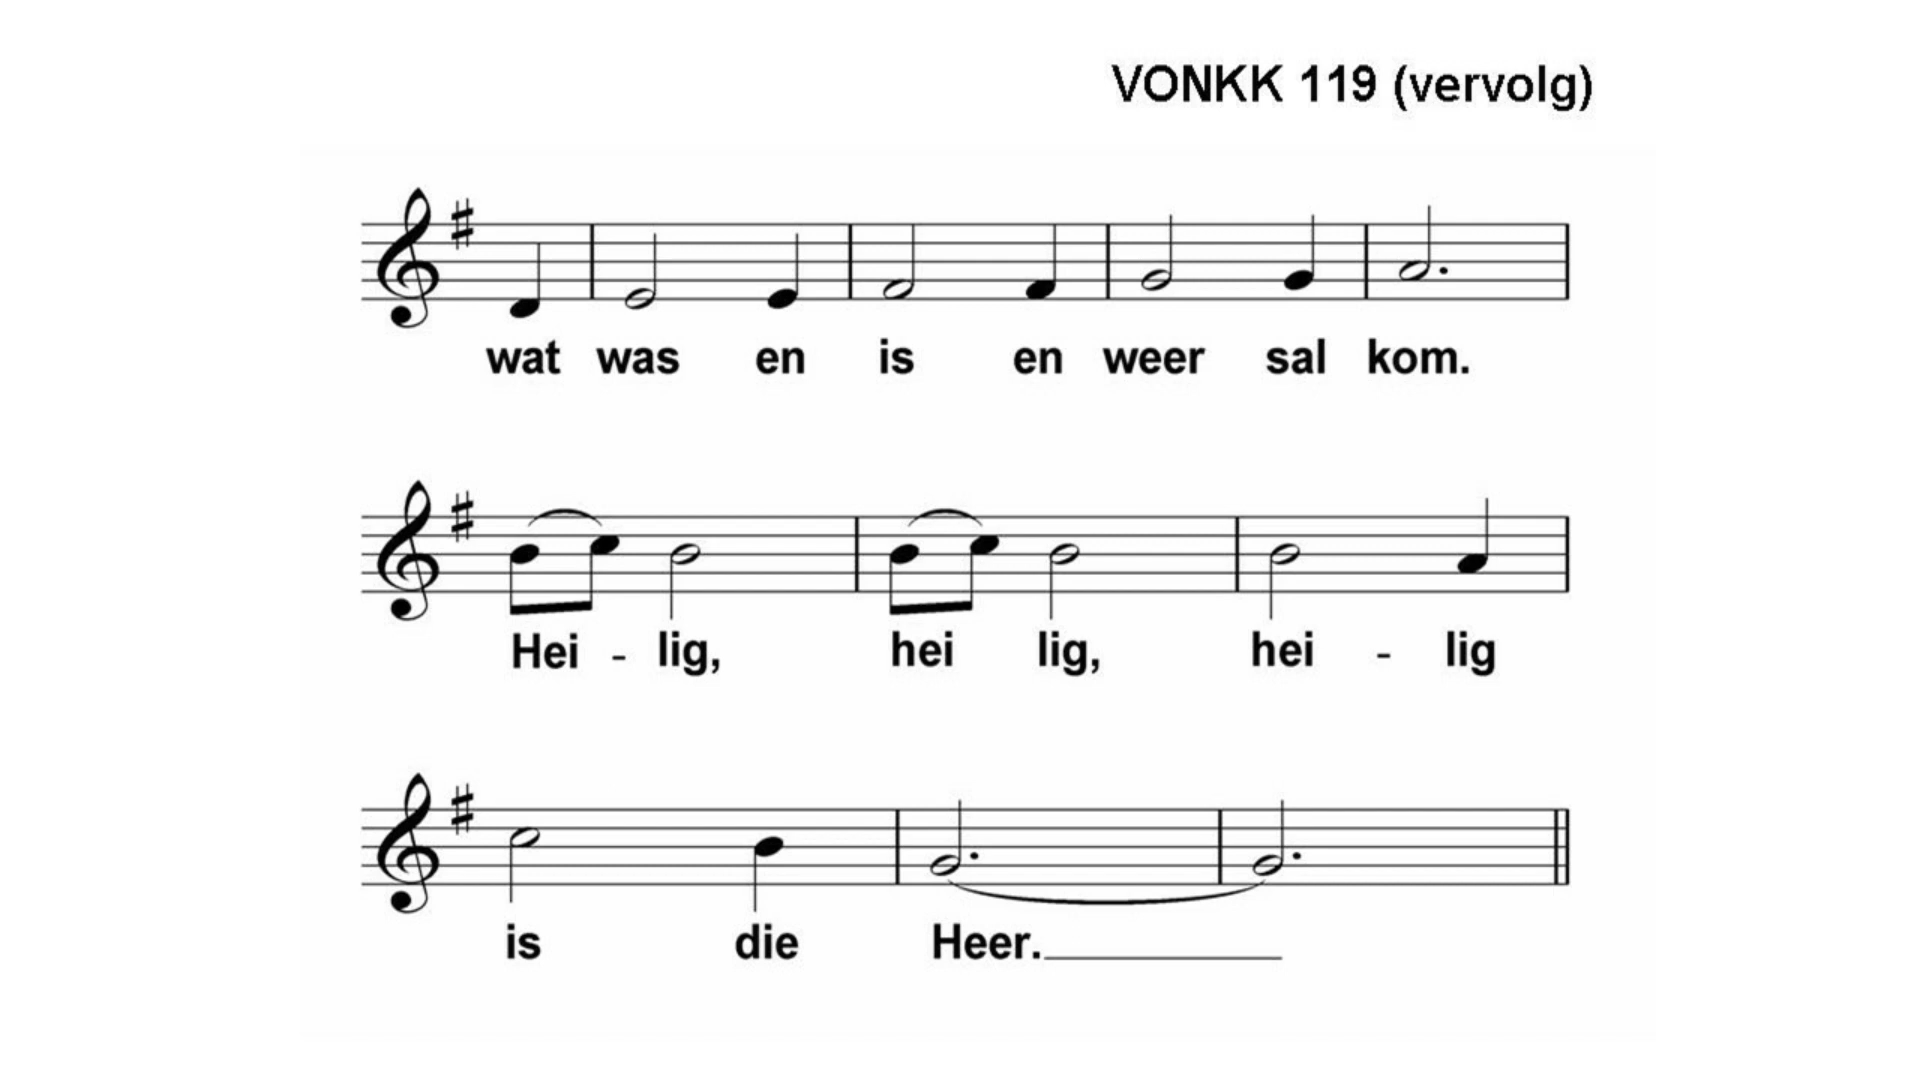 VONKK 119 (vervolg)
wat was en is en weer sal kom.
Hei - lig, hei lig, hei - lig
is die Heer.